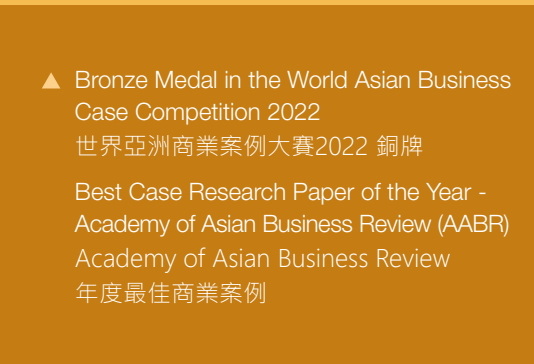 ▲ Bronze Medal in the World Asian Business
Case Competition 2022
世界亞洲商業案例大賽2022 銅牌
Best Case Research Paper of the Year -
Academy of Asian Business Review (AABR)
Academy of Asian Business Review
年度最佳商業案例